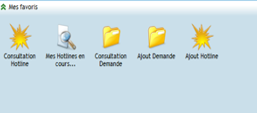 Mes favoris
Consultation
Hotline
Mes Hotlines en
cours...
Consultation
Demande
Ajout Demande
Ajout Hotline